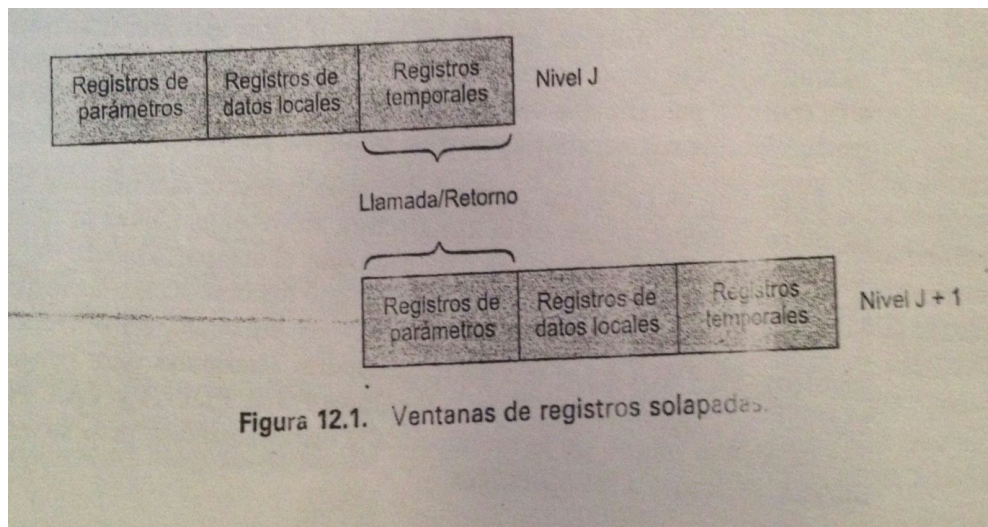 Registros de
parámetros
Registros de
datos locales
Registros
temporales
Nivel J
Llamada/Retorno
Registros de
parámetros
Registros de
datos locales
Registros
temporales
Nivel J + 1
Figura 12.1. Ventanas de registros solapadas.